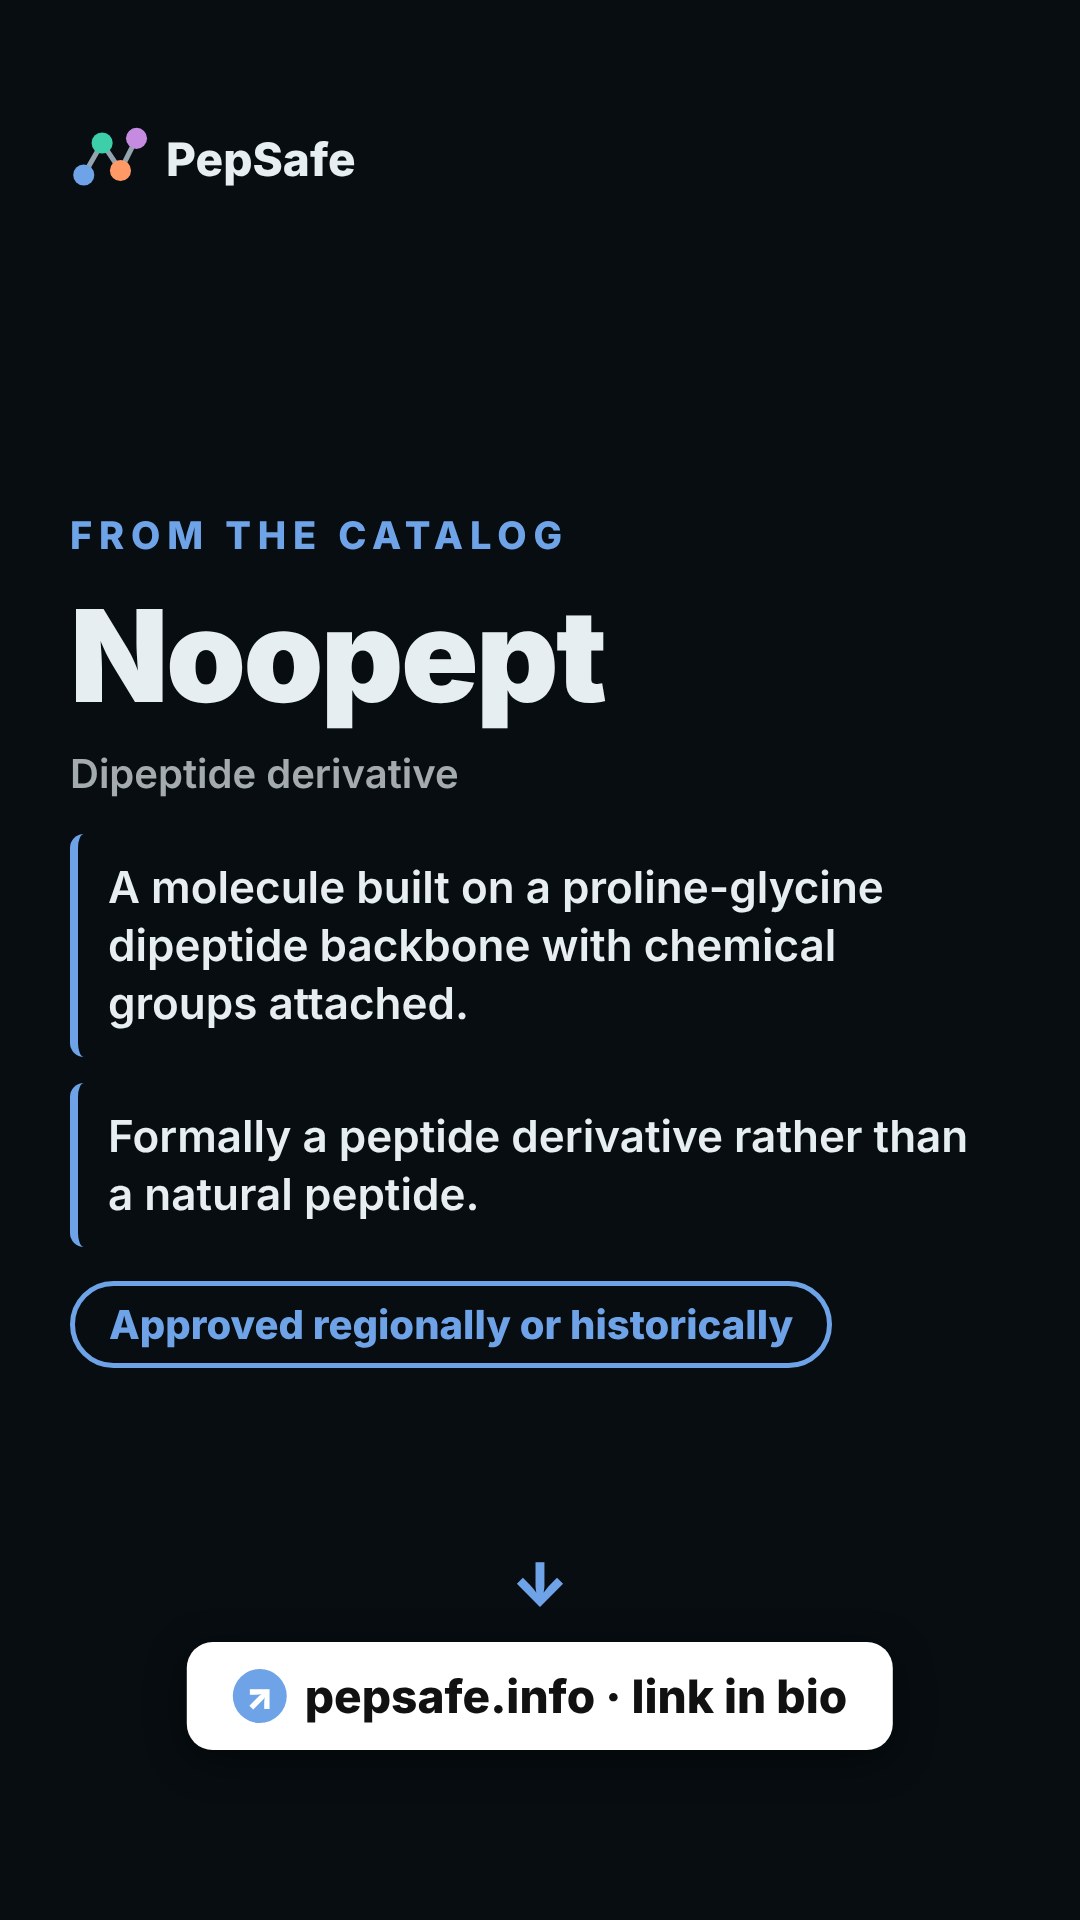 PepSafe
FROM THE CATALOG
Noopept
Dipeptide derivative
A molecule built on a proline-glycine
dipeptide backbone with chemical
groups attached.
Formally a peptide derivative rather than
a natural peptide.
Approved regionally or historically
pepsafe.info · link in bio